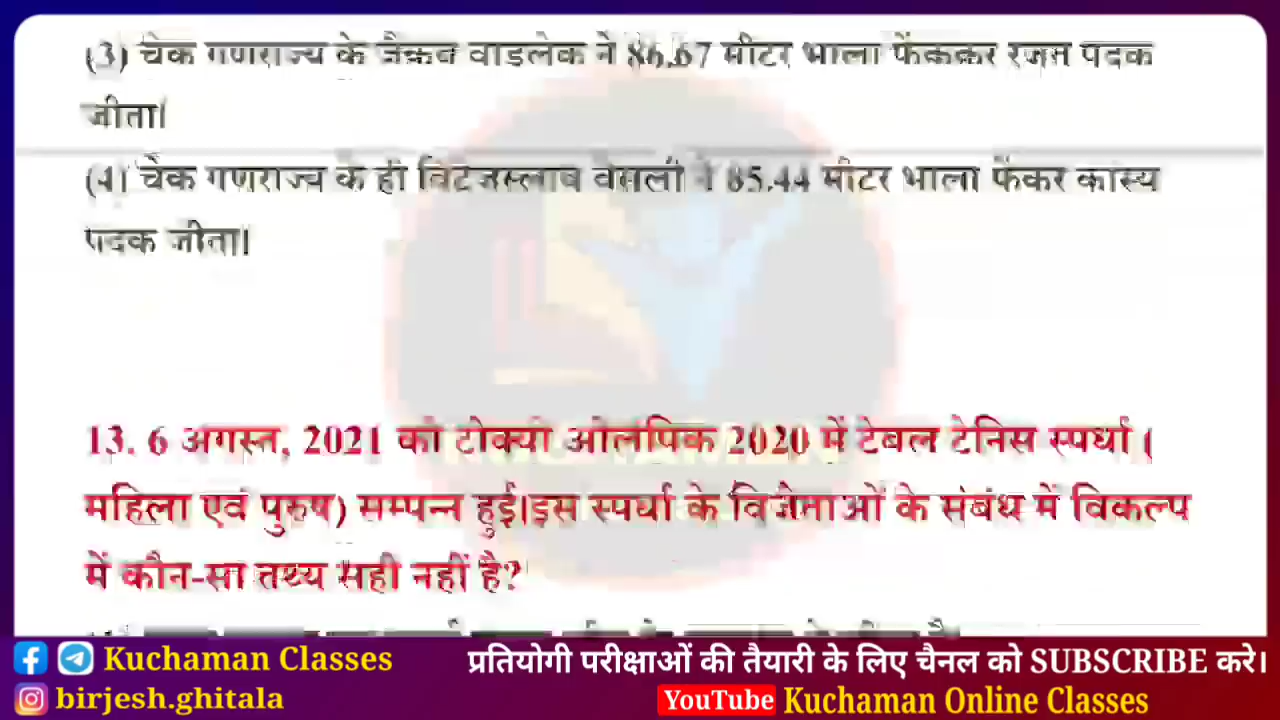 (3) चेक गणराज्य के जैकब वाडलेक ने 86.67 मीटर भाला फेंककर रजत पदक
जीता।
(4) चेक गणराज्य के ही विटेजस्लाव वेसली ने 85.44 मीटर भाला फेंकर कांस्य
पदक जीता।
13. 6 अगस्त, 2021 को टोक्यो ओलंपिक 2020 में टेबल टेनिस स्पर्धा (
महिला एवं पुरुष) सम्पन्न हुई।इस स्पर्धा के विजेताओं के संबंध में विकल्प
में कौन-सा तथ्य सही नहीं है?
Kuchaman Classes
प्रतियोगी परीक्षाओं की तैयारी के लिए चैनल को SUBSCRIBE करे।
birjesh.ghitala
YouTube Kuchaman Online Classes